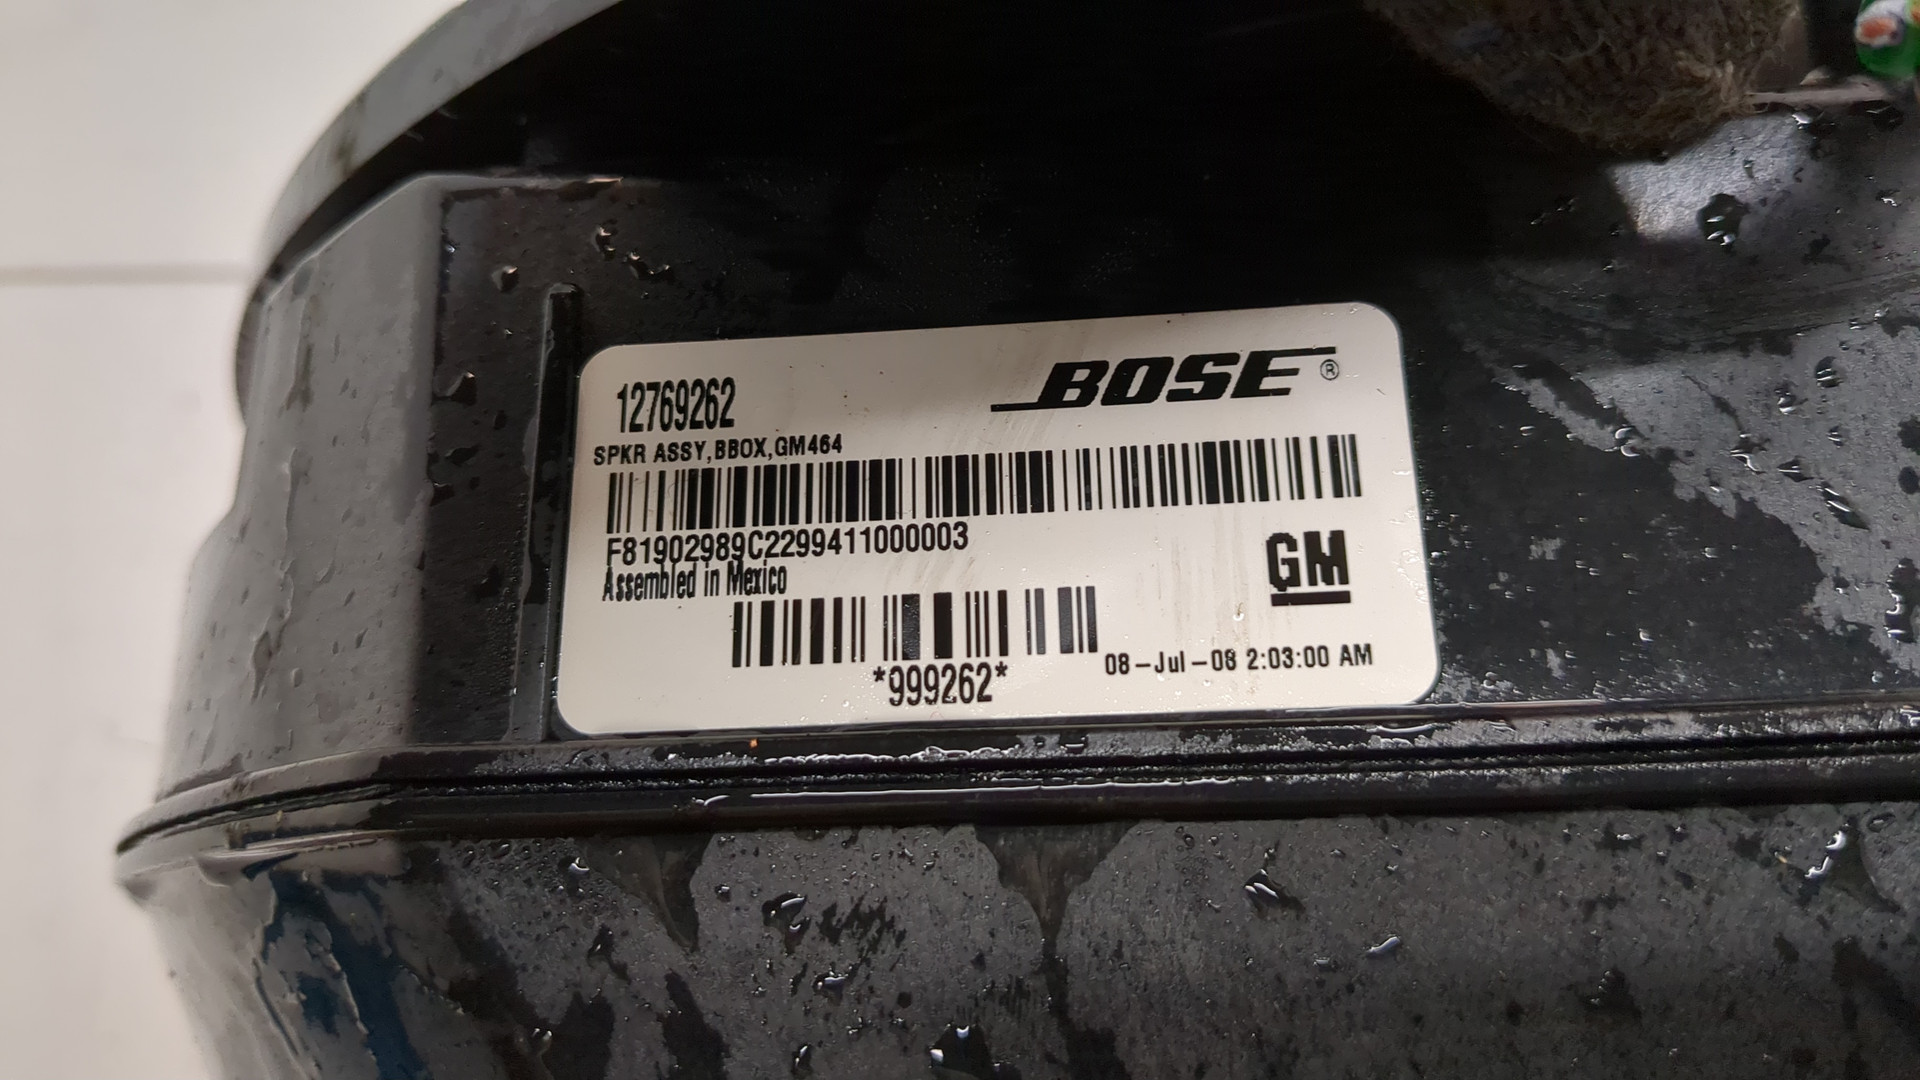 12769262
BOSE®
SPKR ASSY,BBOX,GM464
F81902989C2299411000003
Assembled in Mexico
GM
*999262*
08-Jul-08 2:03:00 AM